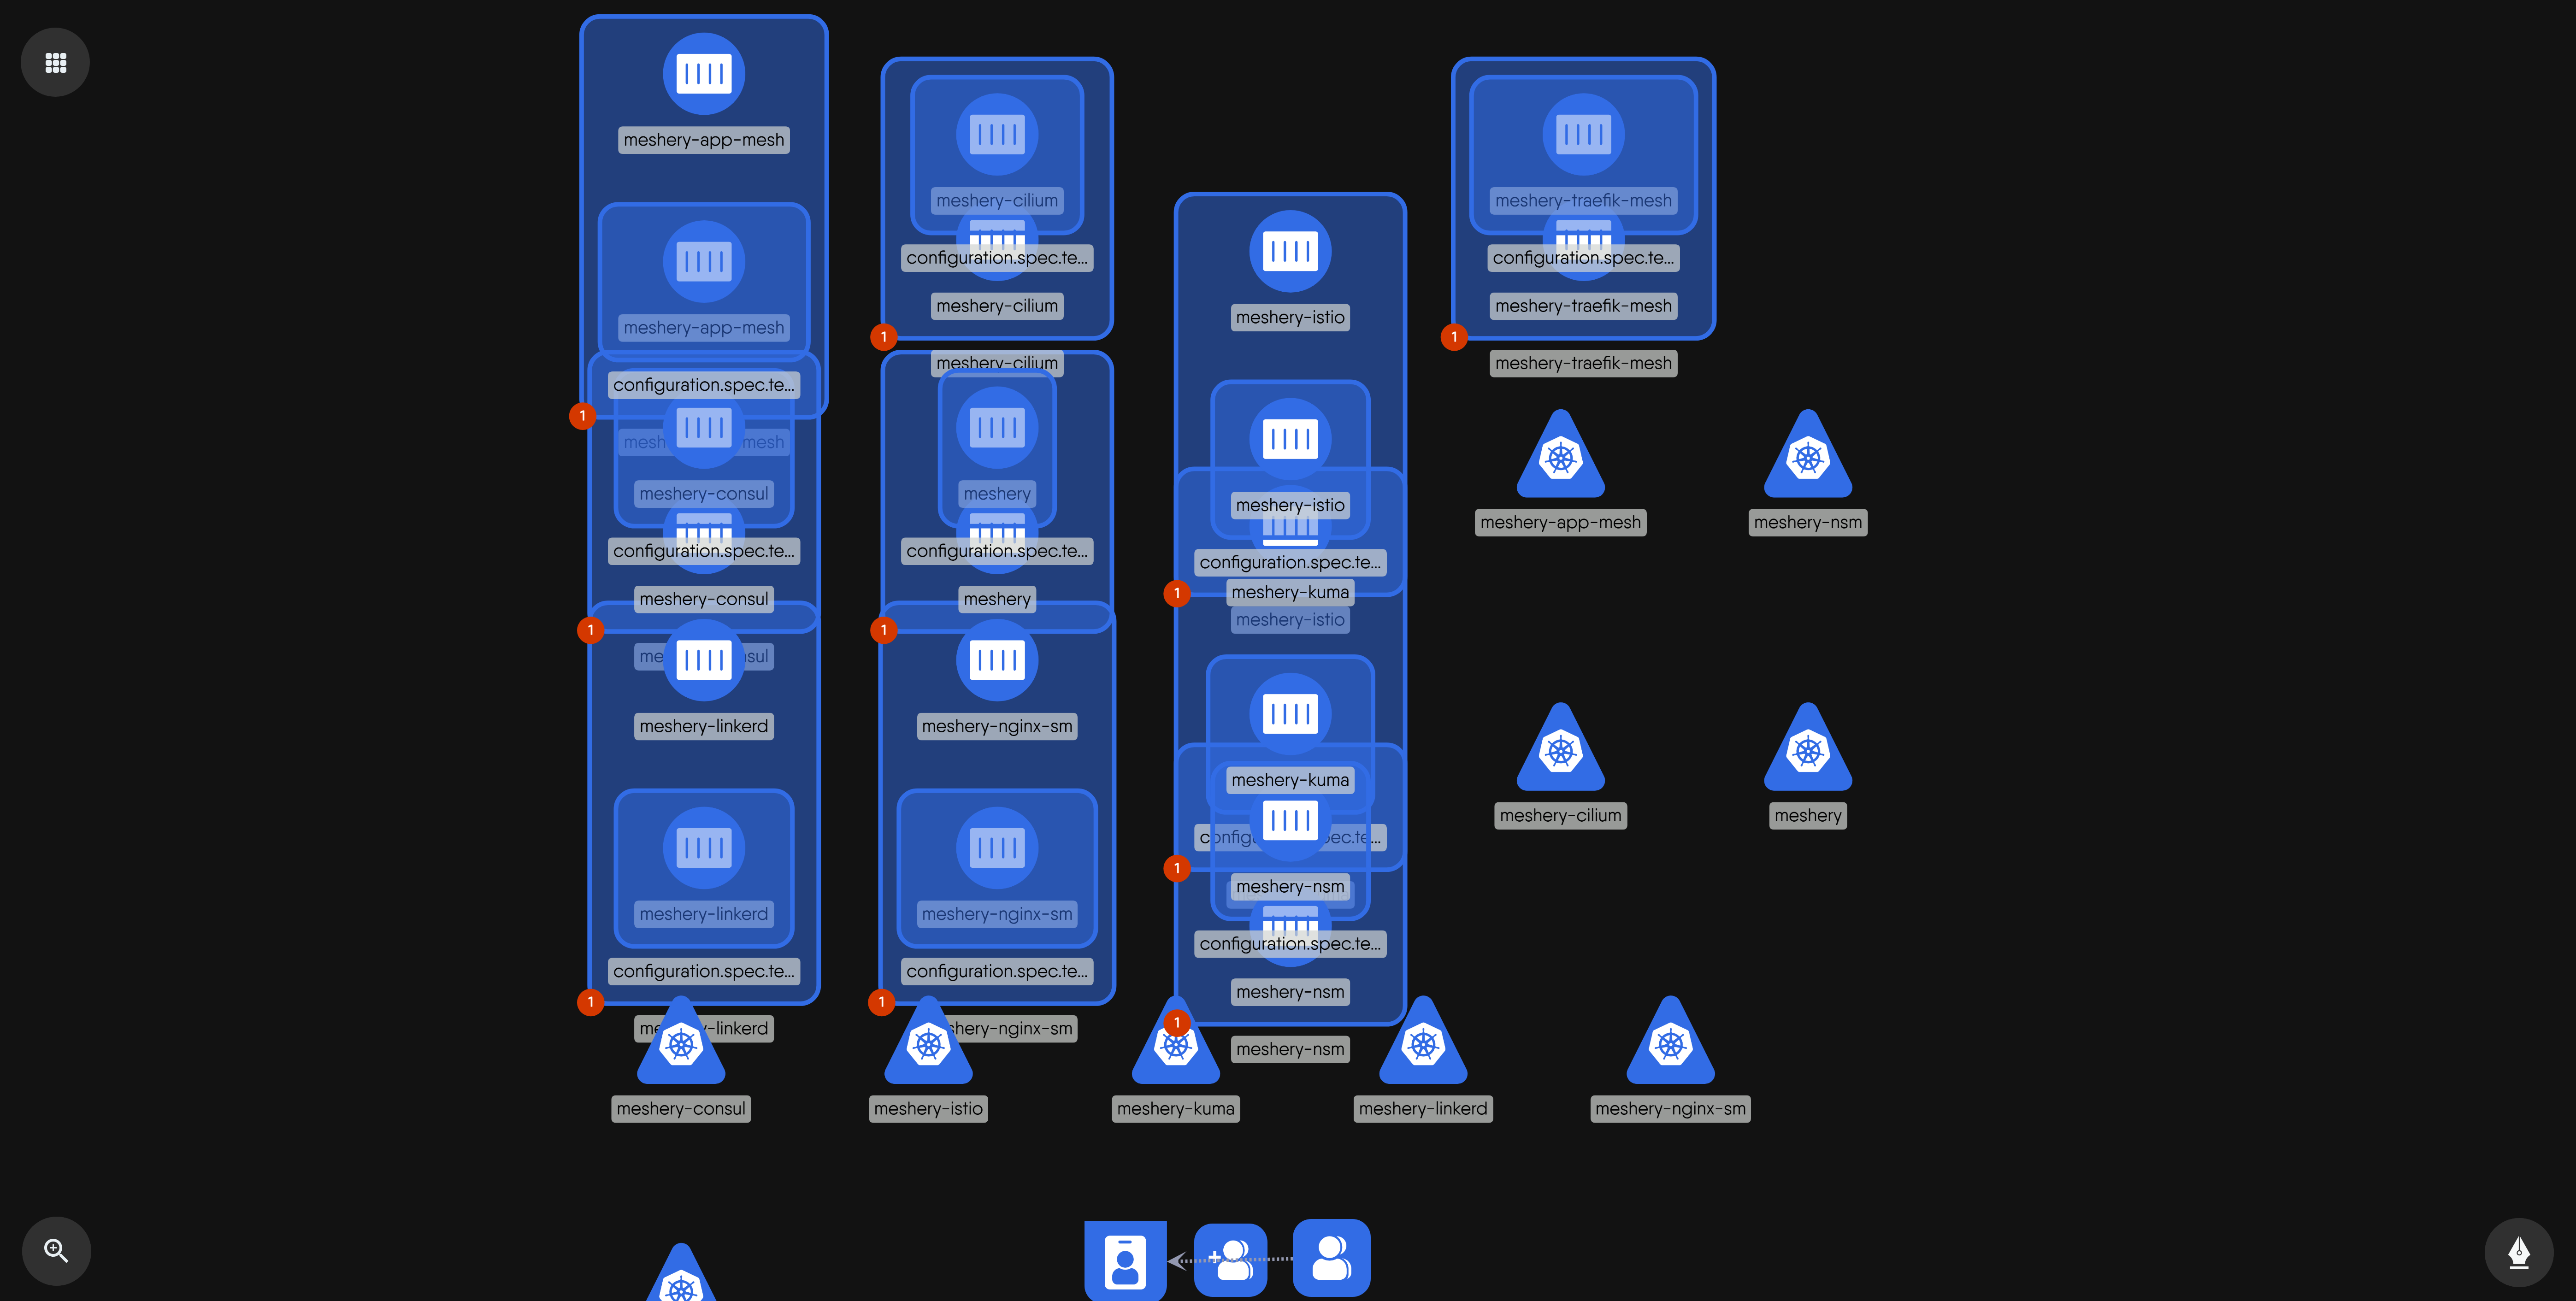 meshery-app-mesh
meshery-app-mesh
configuration.spec.te...
1
mesh mesh
meshery-consul
configuration.spec.te...
meshery-consul
1
me sul
meshery-linkerd
meshery-linkerd
configuration.spec.te...
1
me -linkerd
meshery-cilium
configuration.spec.te...
meshery-cilium
1
meshery-cilium
meshery
configuration.spec.te...
meshery
1
meshery-nginx-sm
meshery-nginx-sm
configuration.spec.te...
1
shery-nginx-sm
meshery-istio
meshery-istio
configuration.spec.te...
1
meshery-kuma
meshery-istio
meshery-kuma
config pec.te...
1
meshery-nsm
configuration.spec.te...
meshery-nsm
1
meshery-nsm
meshery-traefik-mesh
configuration.spec.te...
meshery-traefik-mesh
1
meshery-traefik-mesh
meshery-app-mesh
meshery-nsm
meshery-cilium
meshery
meshery-consul
meshery-istio
meshery-kuma
meshery-linkerd
meshery-nginx-sm